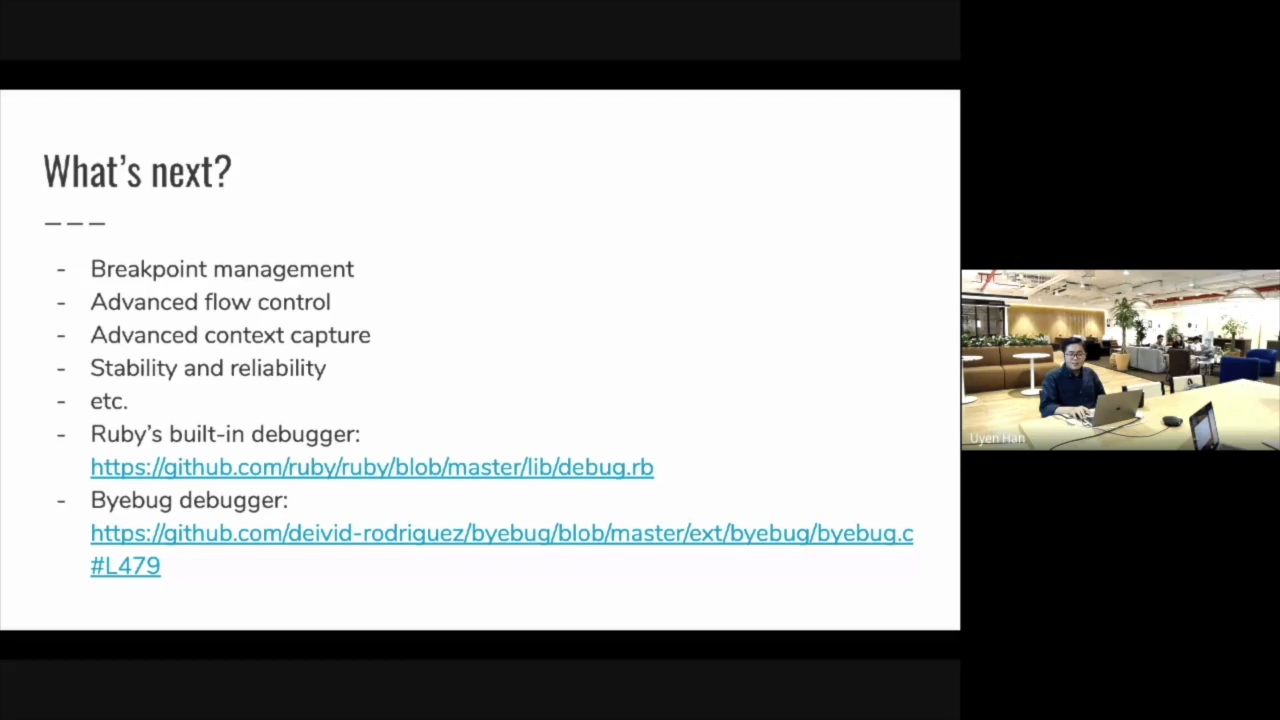 What's next?
- Breakpoint management
- Advanced flow control
- Advanced context capture
- Stability and reliability
- etc.
- Ruby's built-in debugger:
https://github.com/ruby/ruby/blob/master/lib/debug.rb
- Byebug debugger:
https://github.com/deivid-rodriguez/byebug/blob/master/ext/byebug/byebug.c
#L479
Uyen Han